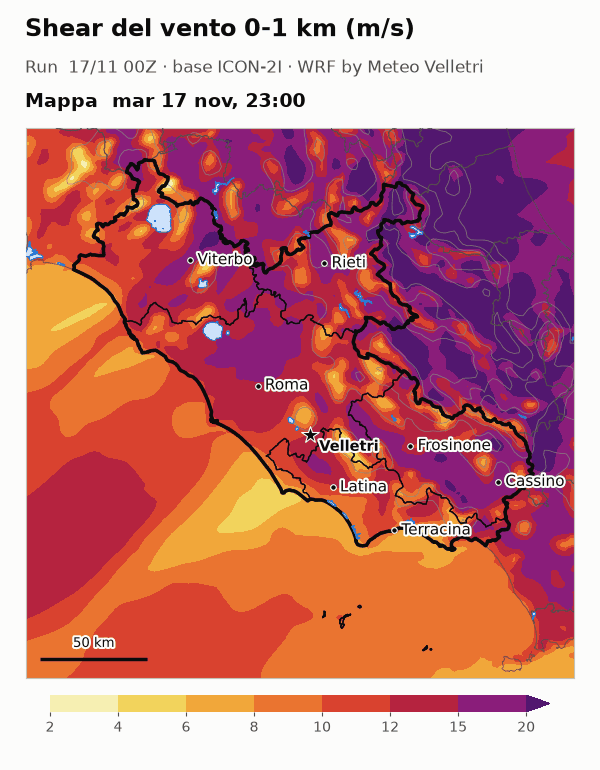 Shear del vento 0-1 km (m/s)
Run 17/11 00Z · base ICON-2I · WRF by Meteo Velletri
Mappa mar 17 nov, 23:00
Viterbo
Rieti
Roma
Velletri
Frosinone
Latina
Cassino
Terracina
50 km
2 4 6 8 10 12 15 20